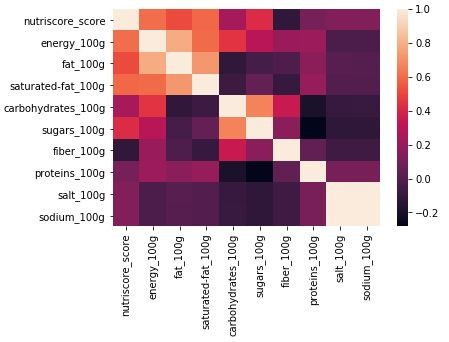 nutriscore_score
energy_100g
fat_100g
saturated-fat_100g
carbohydrates_100g
sugars_100g
fiber_100g
proteins_100g
salt_100g
sodium_100g
nutriscore_score
energy_100g
fat_100g
saturated-fat_100g
carbohydrates_100g
sugars_100g
fiber_100g
proteins_100g
salt_100g
sodium_100g
1.0
0.8
0.6
0.4
0.2
0.0
−0.2